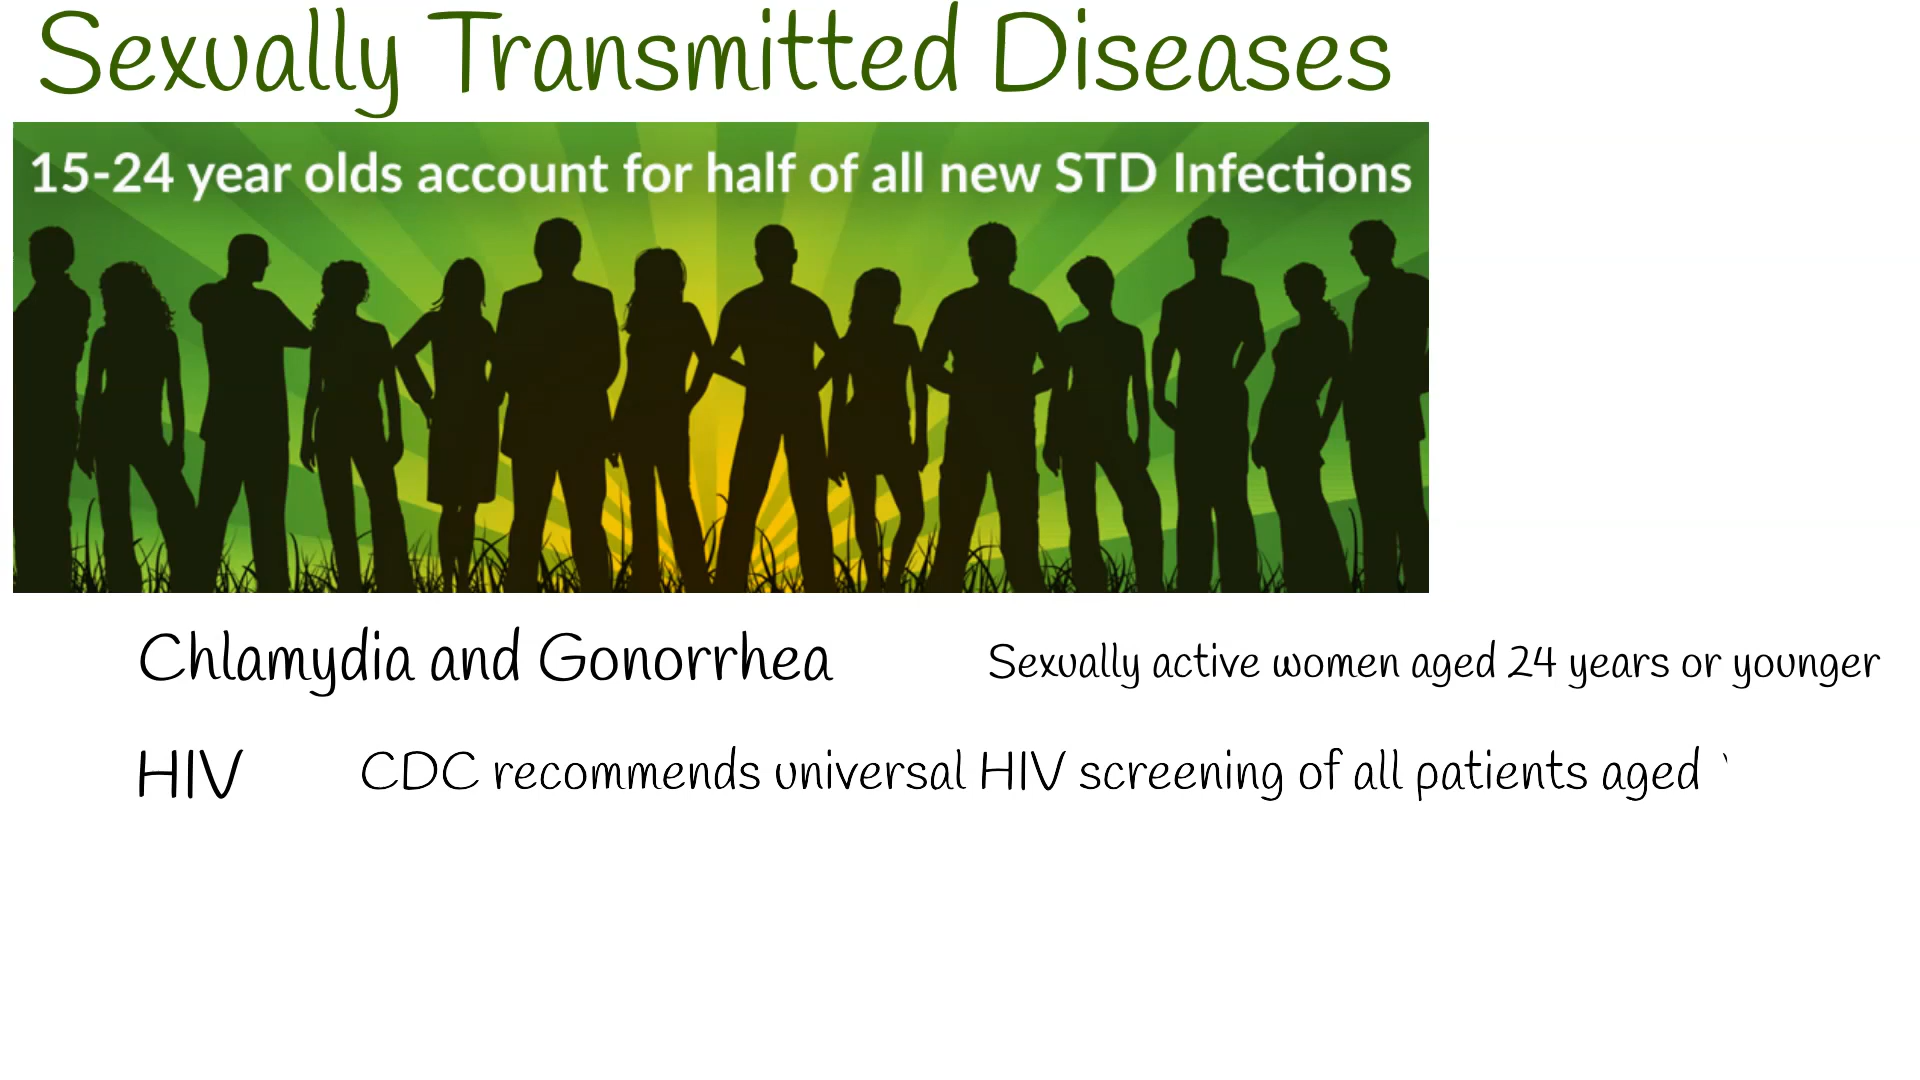 Sexually Transmitted Diseases
15-24 year olds account for half of all new STD Infections
Chlamydia and Gonorrhea
Sexually active women aged 24 years or younger
HIV
CDC recommends universal HIV screening of all patients aged